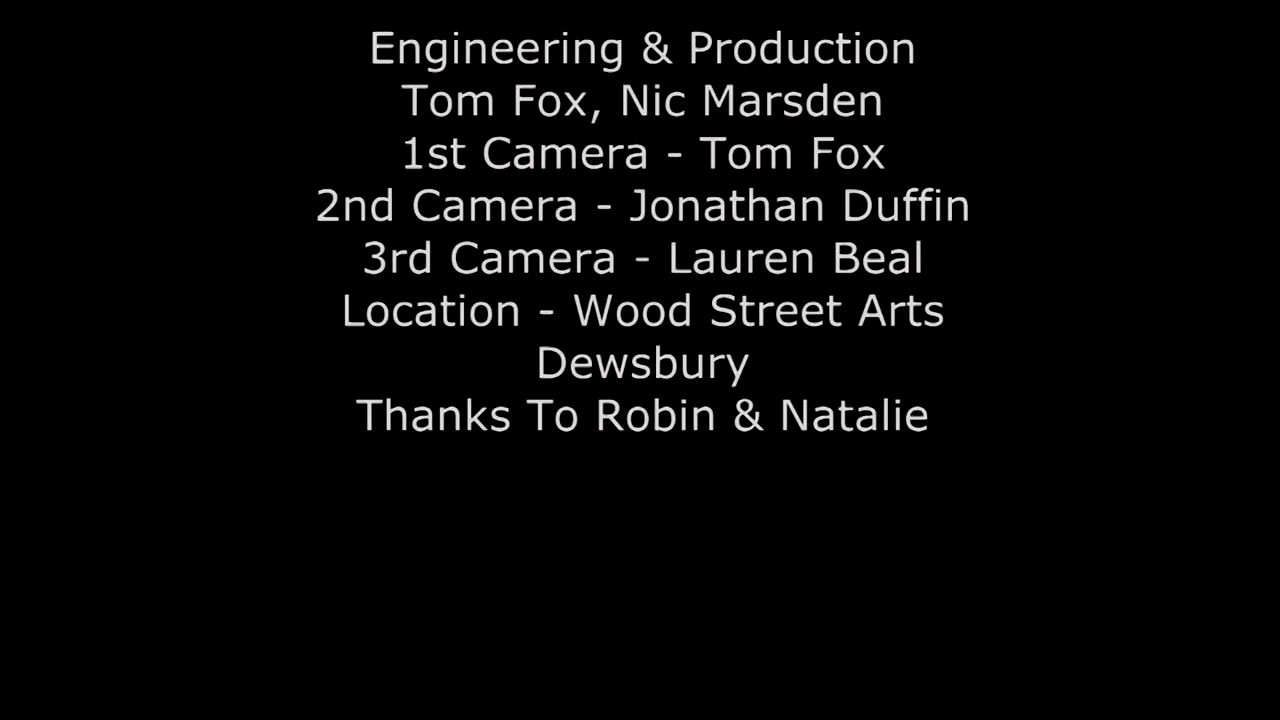 Engineering & Production
Tom Fox, Nic Marsden
1st Camera - Tom Fox
2nd Camera - Jonathan Duffin
3rd Camera - Lauren Beal
Location - Wood Street Arts
Dewsbury
Thanks To Robin & Natalie